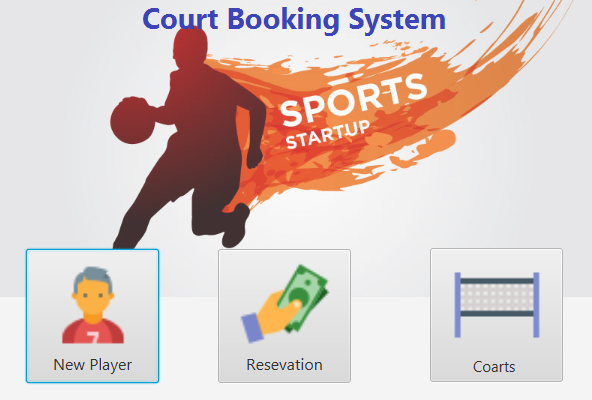 Court Booking System
SPORTS
STARTUP
7
New Player
Resevation
Coarts